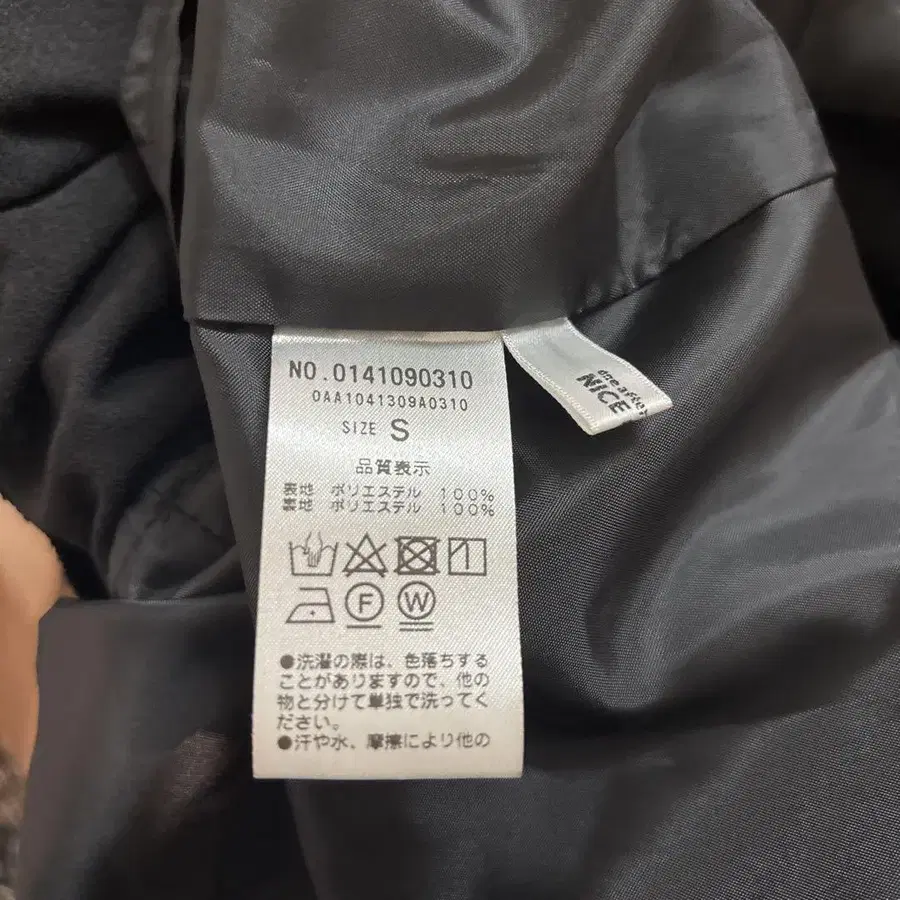 NO.0141090310
0AA1041309A0310
SIZE S
品質表示
表地 ポリエステル 100%
裏地 ポリエステル 100%
F W
●洗濯の際は、色落ちする
ことがありますので、他の
物と分けて単独で洗ってく
ださい。
●汗や水、摩擦により他の
one after
NICE